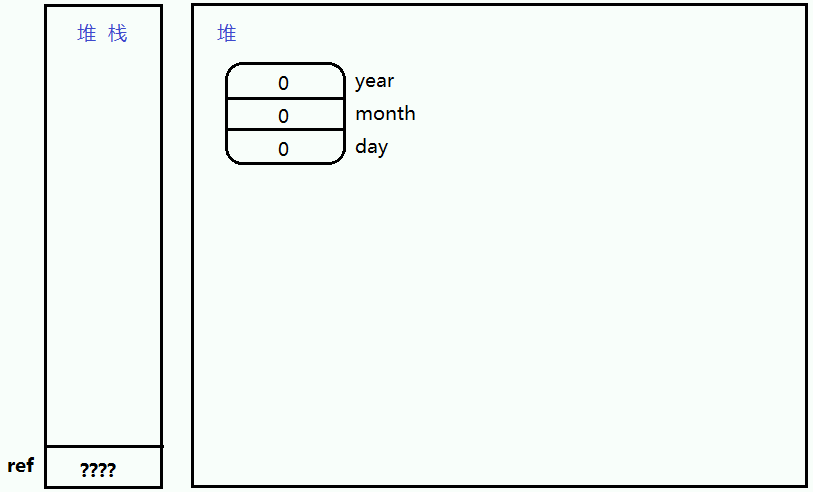 堆 栈
堆
0 year
0 month
0 day
ref ????